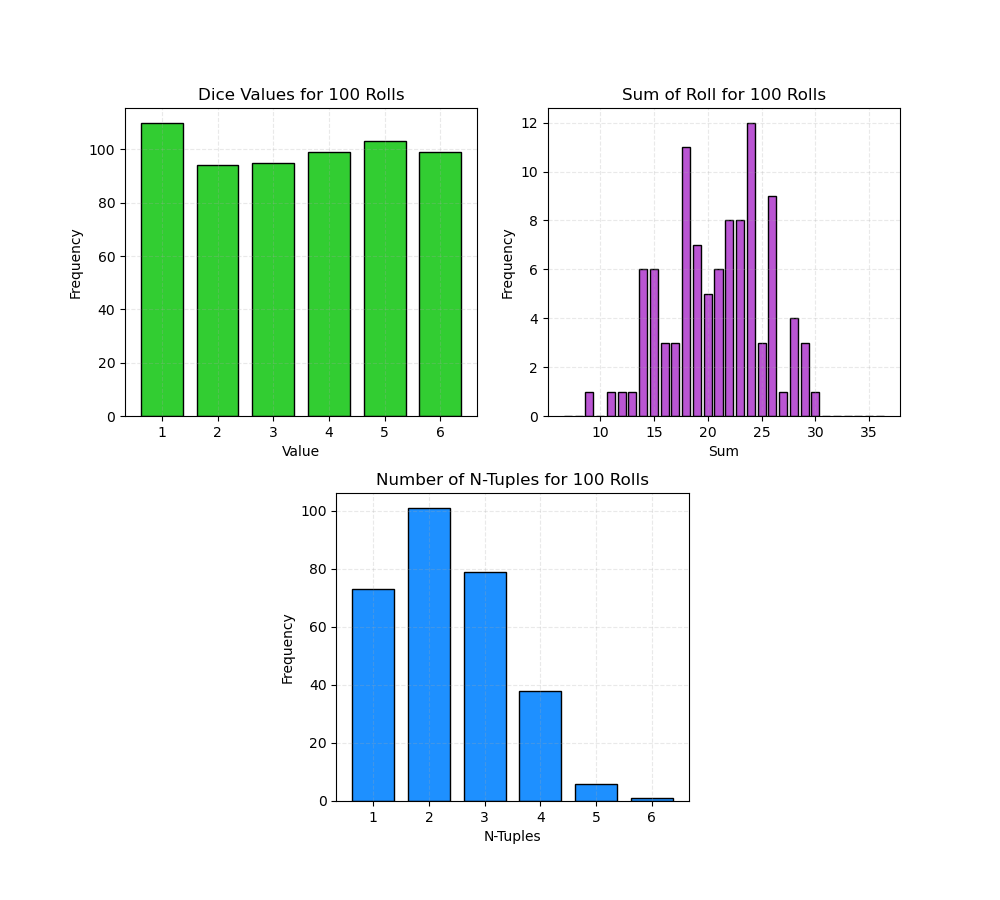 Dice Values for 100 Rolls
100
80
60
40
20
0
Frequency
1 2 3 4 5 6
Value
Sum of Roll for 100 Rolls
12
10
8
6
4
2
0
Frequency
10 15 20 25 30 35
Sum
Number of N-Tuples for 100 Rolls
100
80
60
40
20
0
Frequency
1 2 3 4 5 6
N-Tuples